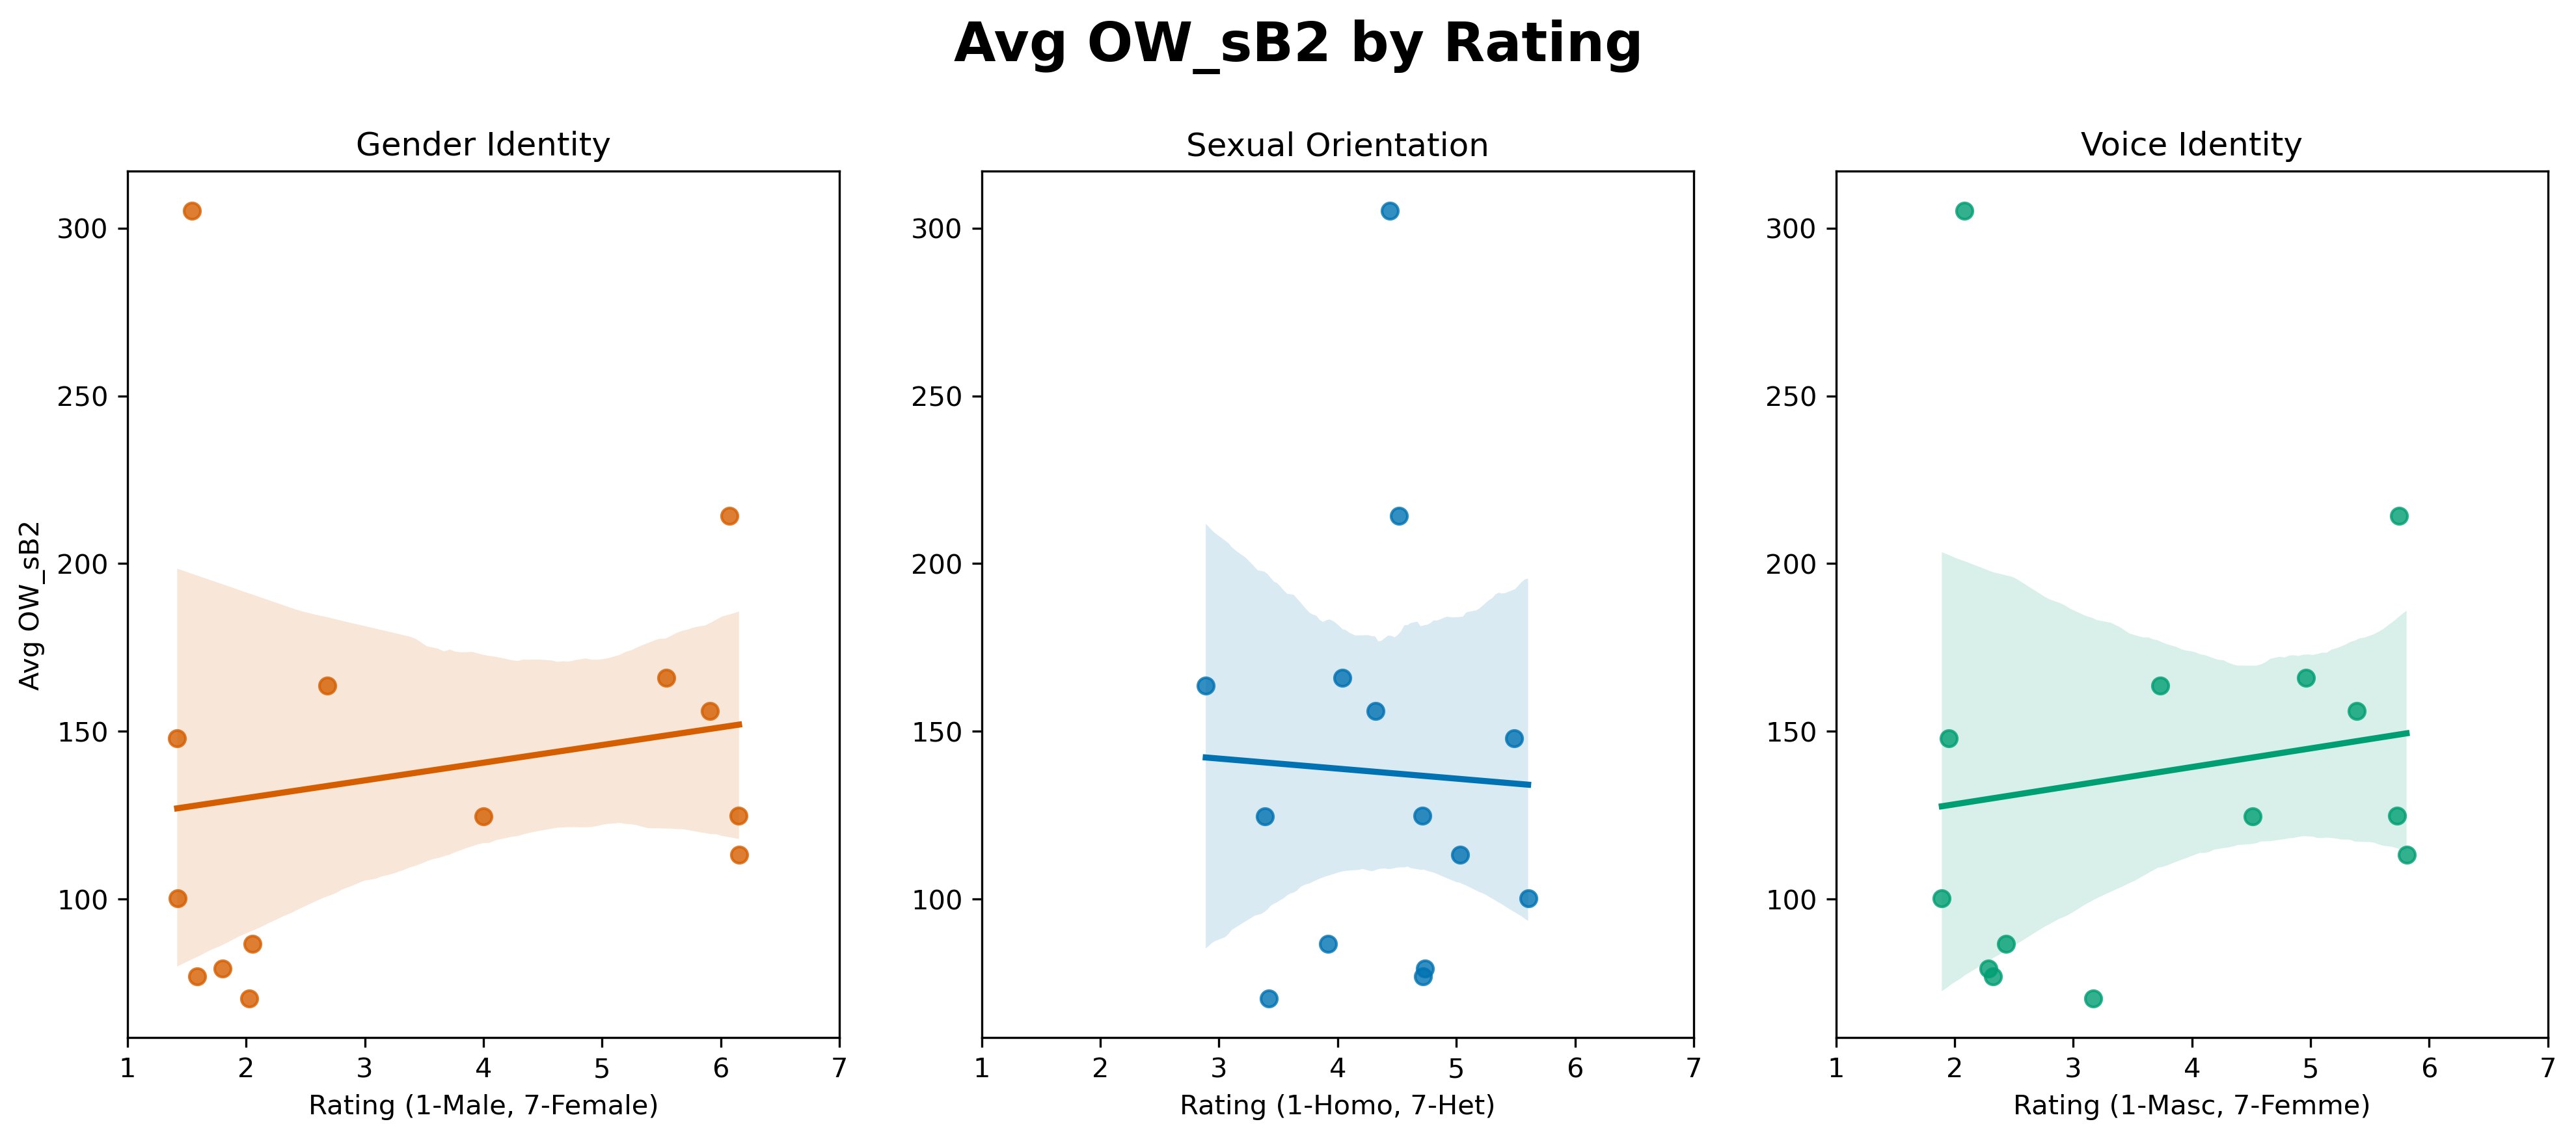 Avg OW_sB2 by Rating
Gender Identity
Sexual Orientation
Voice Identity
Avg OW_sB2
300
250
200
150
100
1 2 3 4 5 6 7
Rating (1-Male, 7-Female)
300
250
200
150
100
1 2 3 4 5 6 7
Rating (1-Homo, 7-Het)
300
250
200
150
100
1 2 3 4 5 6 7
Rating (1-Masc, 7-Femme)